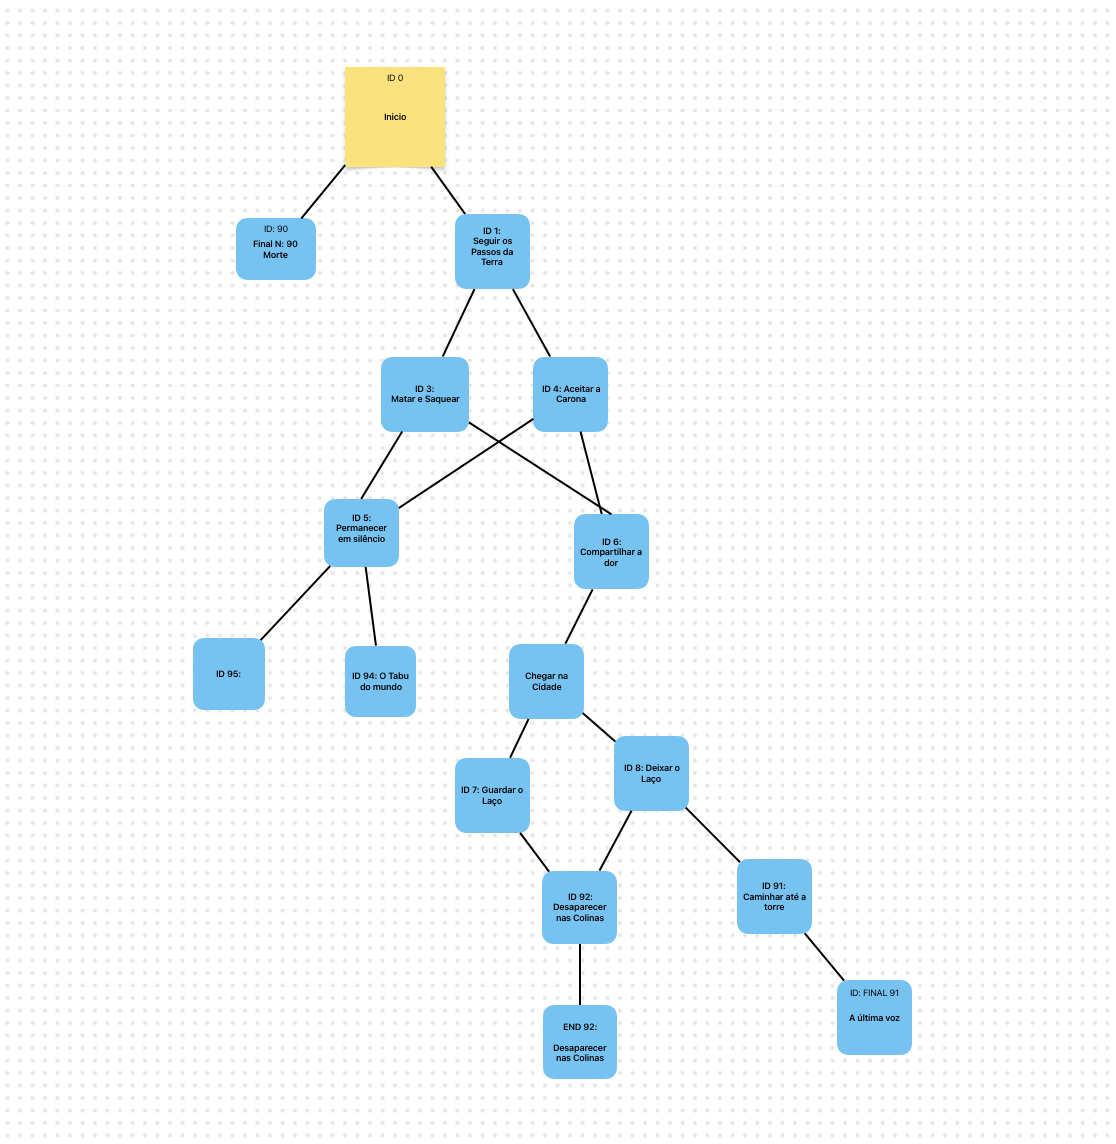 ID 0
Inicio
ID: 90
Final N: 90
Morte
ID 1:
Seguir os
Passos da
Terra
ID 3:
Matar e Saquear
ID 4: Aceitar a
Carona
ID 5:
Permanecer
em silêncio
ID 6:
Compartilhar a
dor
ID 95:
ID 94: O Tabu
do mundo
Chegar na
Cidade
ID 7: Guardar o
Laço
ID 8: Deixar o
Laço
ID 92:
Desaparecer
nas Colinas
ID 91:
Caminhar até a
torre
ID: FINAL 91
A última voz
END 92:
Desaparecer
nas Colinas